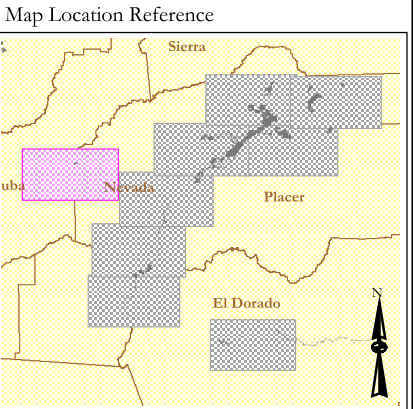 Map Location Reference
Sierra
uba
Nevada
Placer
El Dorado
N